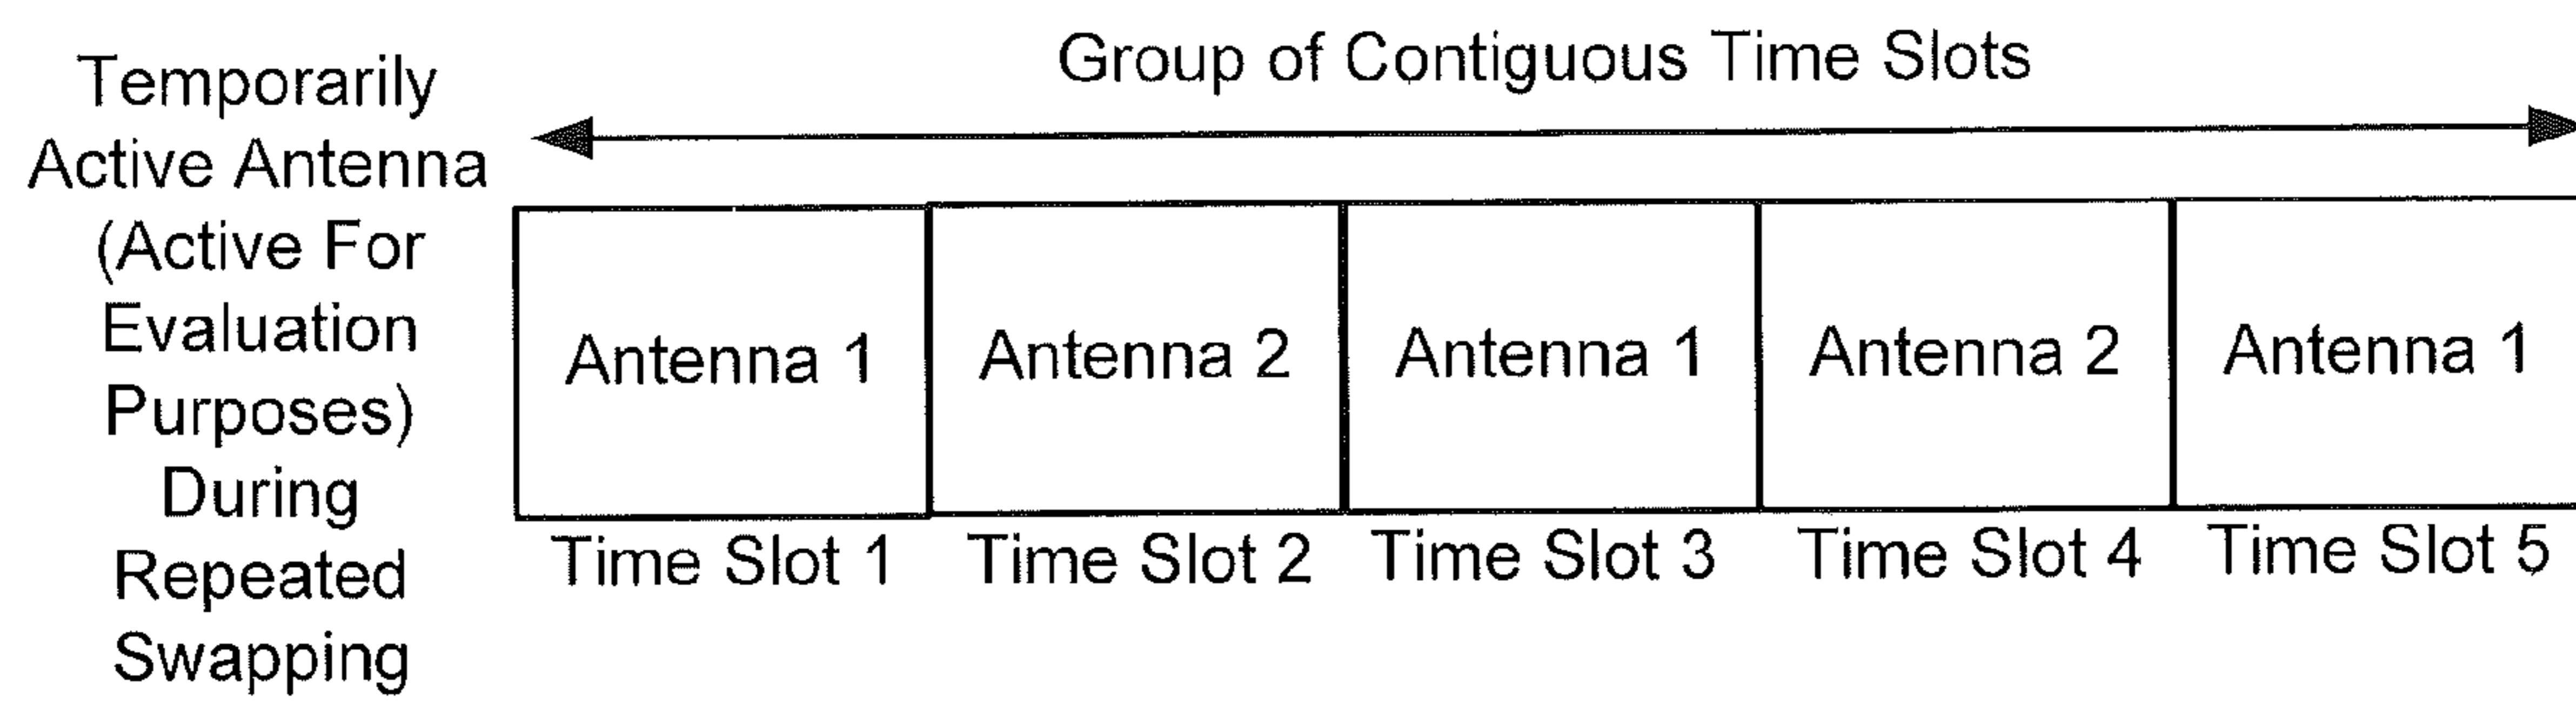 Temporarily
Active Antenna
(Active For
Evaluation
Purposes)
During
Repeated
Swapping
Group of Contiguous Time Slots
Antenna 1 Antenna 2 Antenna 1 Antenna 2 Antenna 1
Time Slot 1 Time Slot 2 Time Slot 3 Time Slot 4 Time Slot 5